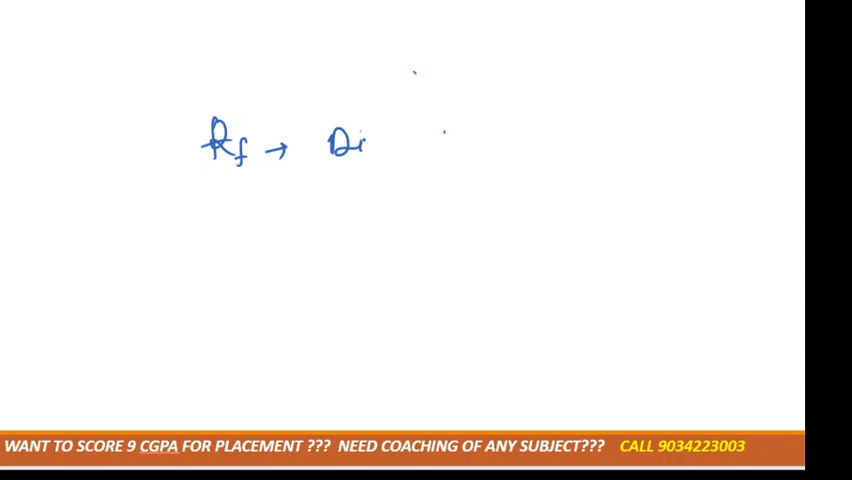 Rf → Di
WANT TO SCORE 9 CGPA FOR PLACEMENT ??? NEED COACHING OF ANY SUBJECT??? CALL 9034223003